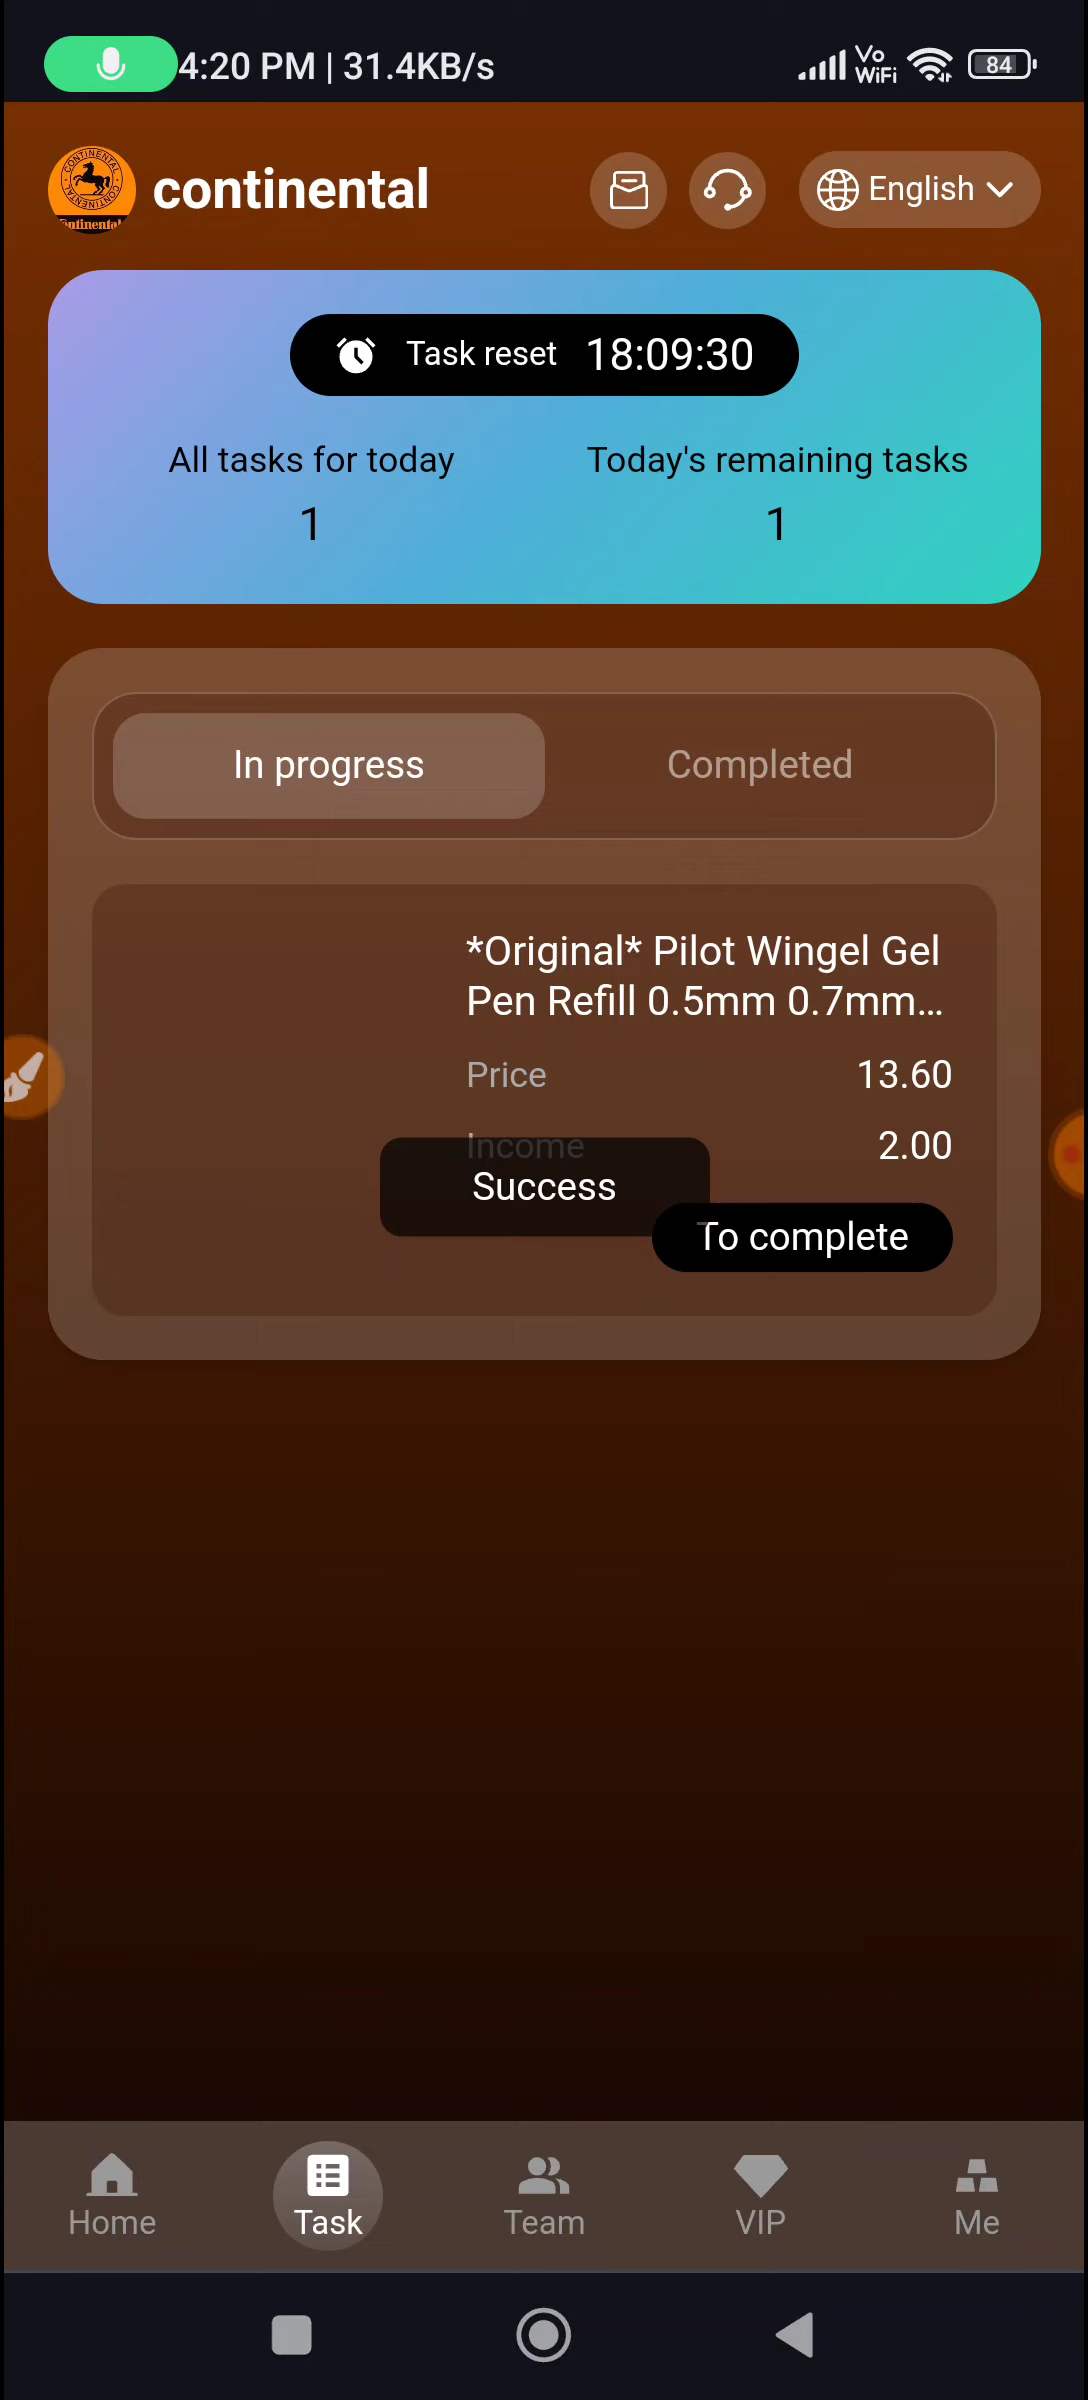 4:20 PM | 31.4KB/s
Vo
WiFi
84
continental
English
Task reset 18:09:30
All tasks for today
Today's remaining tasks
1
1
In progress
Completed
*Original* Pilot Wingel Gel
Pen Refill 0.5mm 0.7mm...
Price
13.60
Income
2.00
Success
To complete
Home
Task
Team
VIP
Me